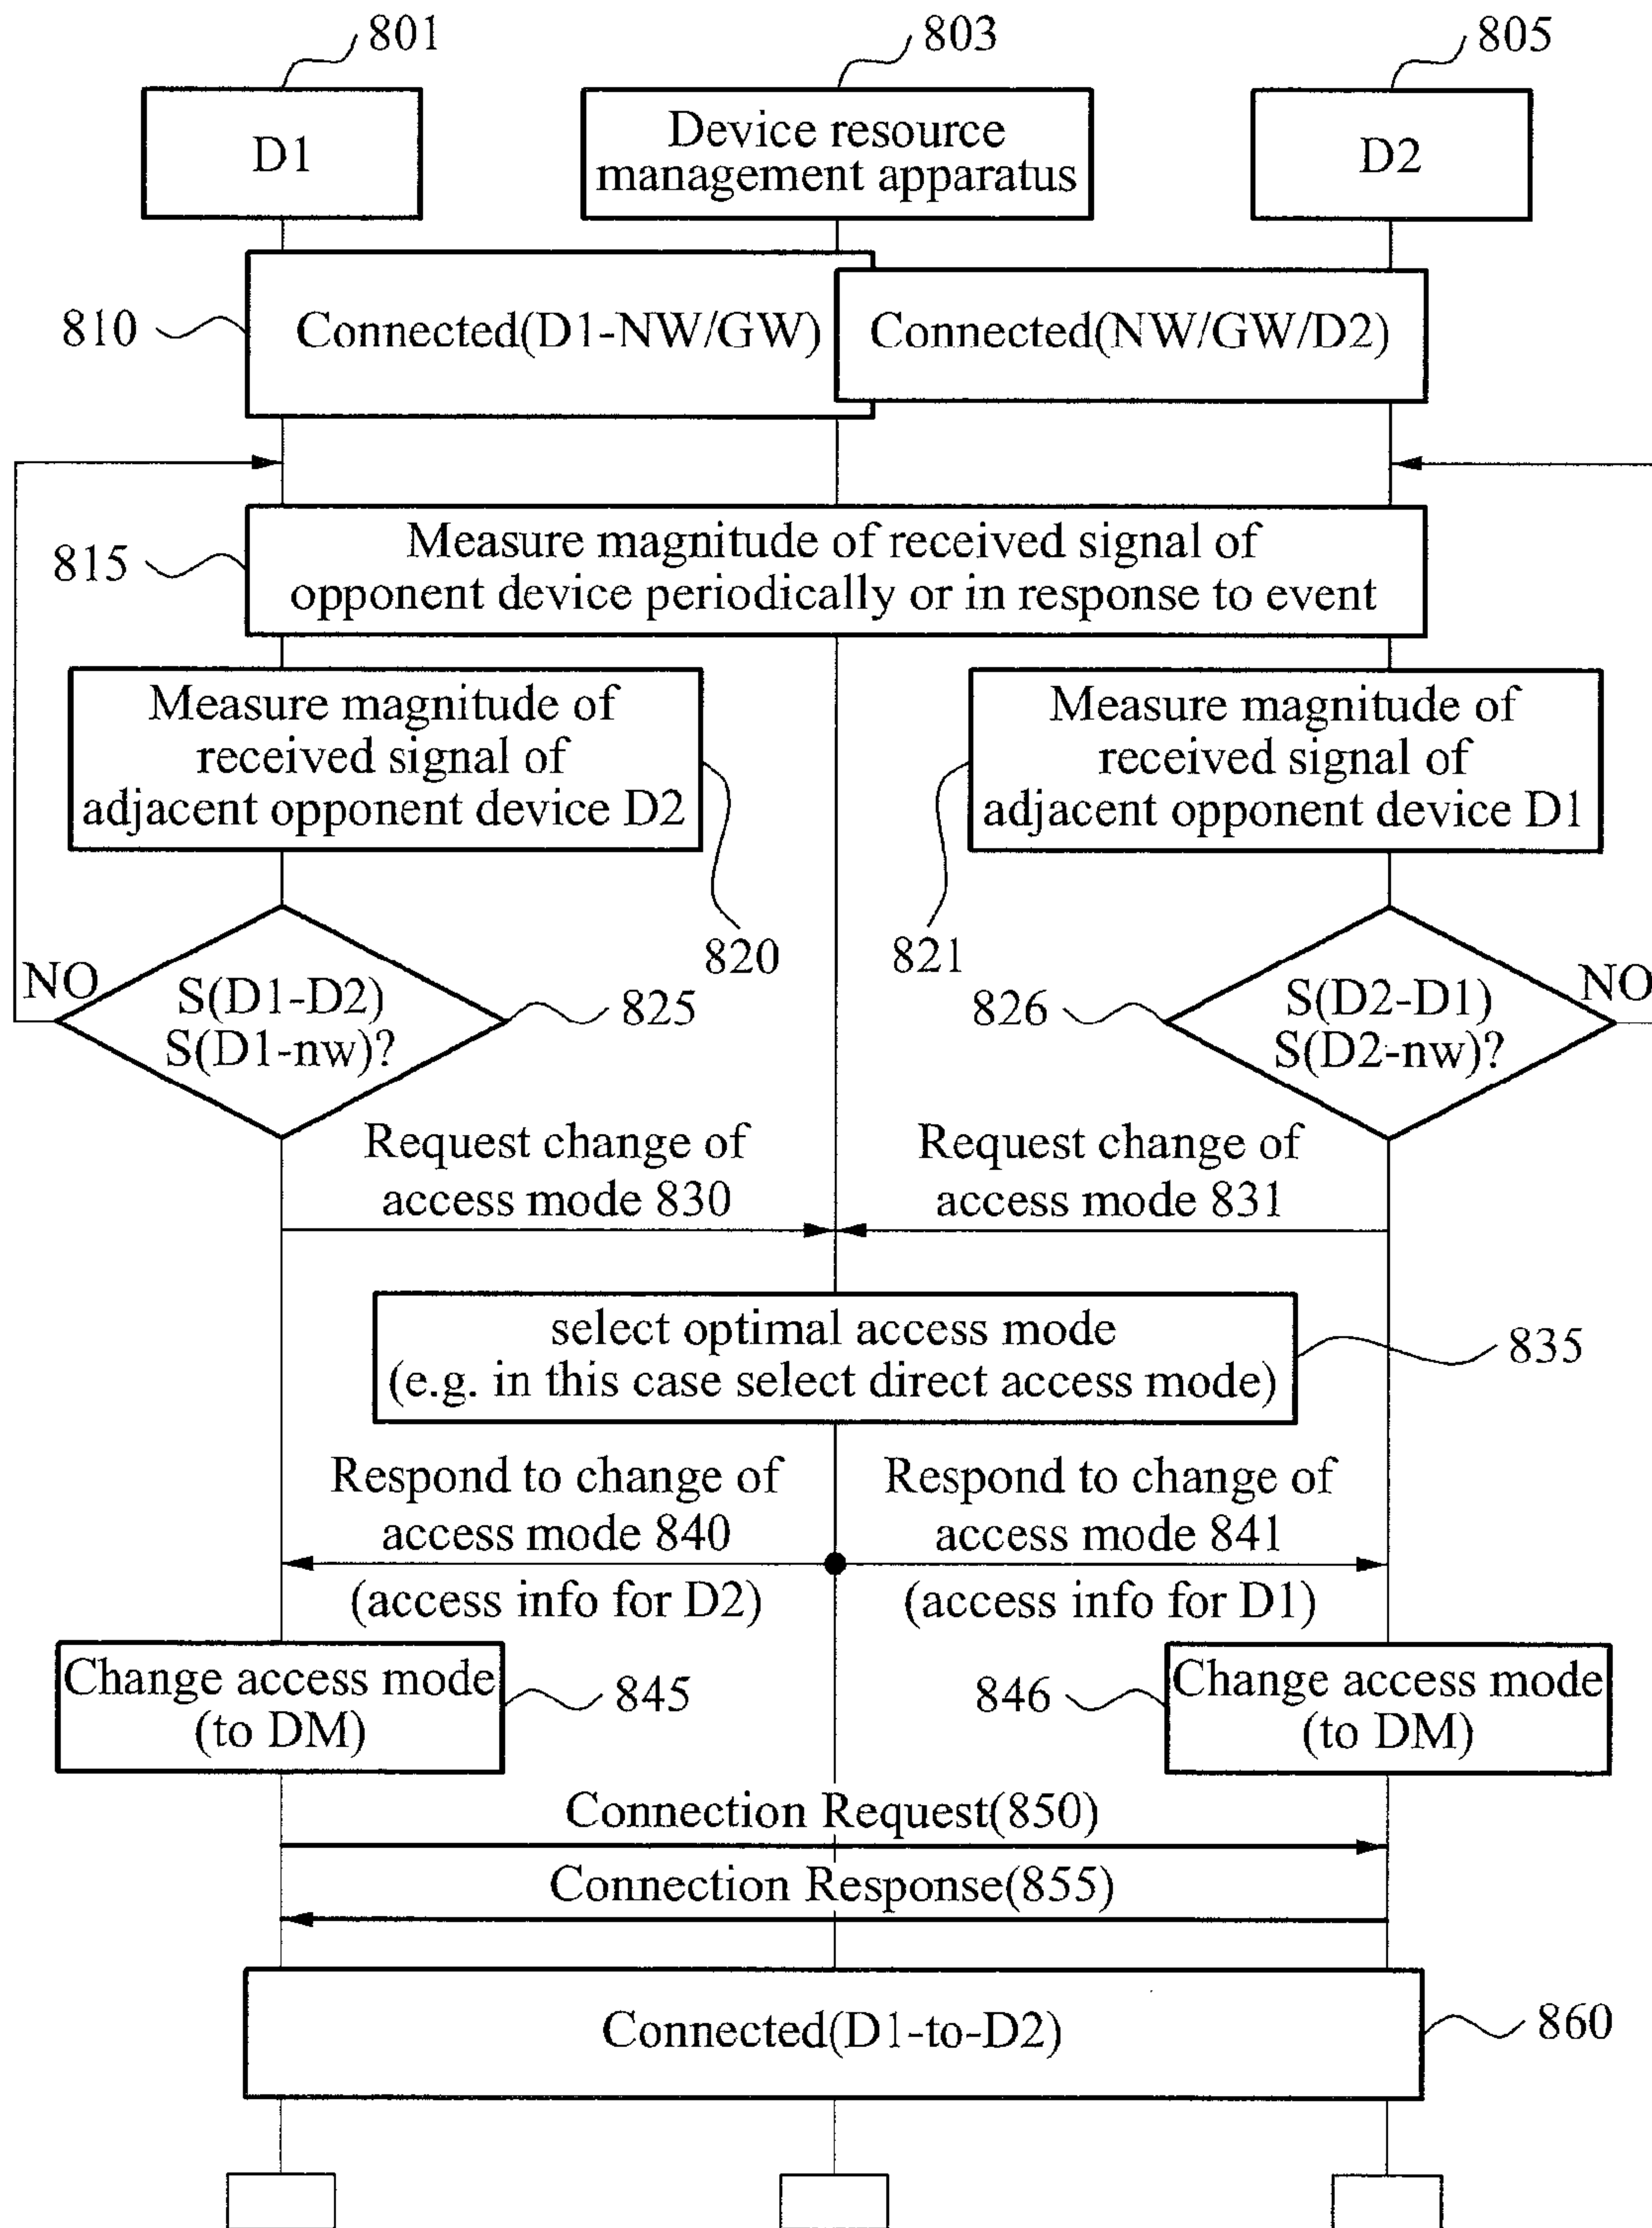 801
803
805
D1
Device resource
management apparatus
D2
810
Connected(D1-NW/GW)
Connected(NW/GW/D2)
815
Measure magnitude of received signal of
opponent device periodically or in response to event
Measure magnitude of
received signal of
adjacent opponent device D2
Measure magnitude of
received signal of
adjacent opponent device D1
820
821
NO
S(D1-D2)
S(D1-nw)?
825
826
S(D2-D1)
S(D2-nw)?
NO
Request change of
access mode 830
Request change of
access mode 831
select optimal access mode
(e.g. in this case select direct access mode)
835
Respond to change of
access mode 840
(access info for D2)
Respond to change of
access mode 841
(access info for D1)
Change access mode
(to DM)
845
846
Change access mode
(to DM)
Connection Request(850)
Connection Response(855)
Connected(D1-to-D2)
860